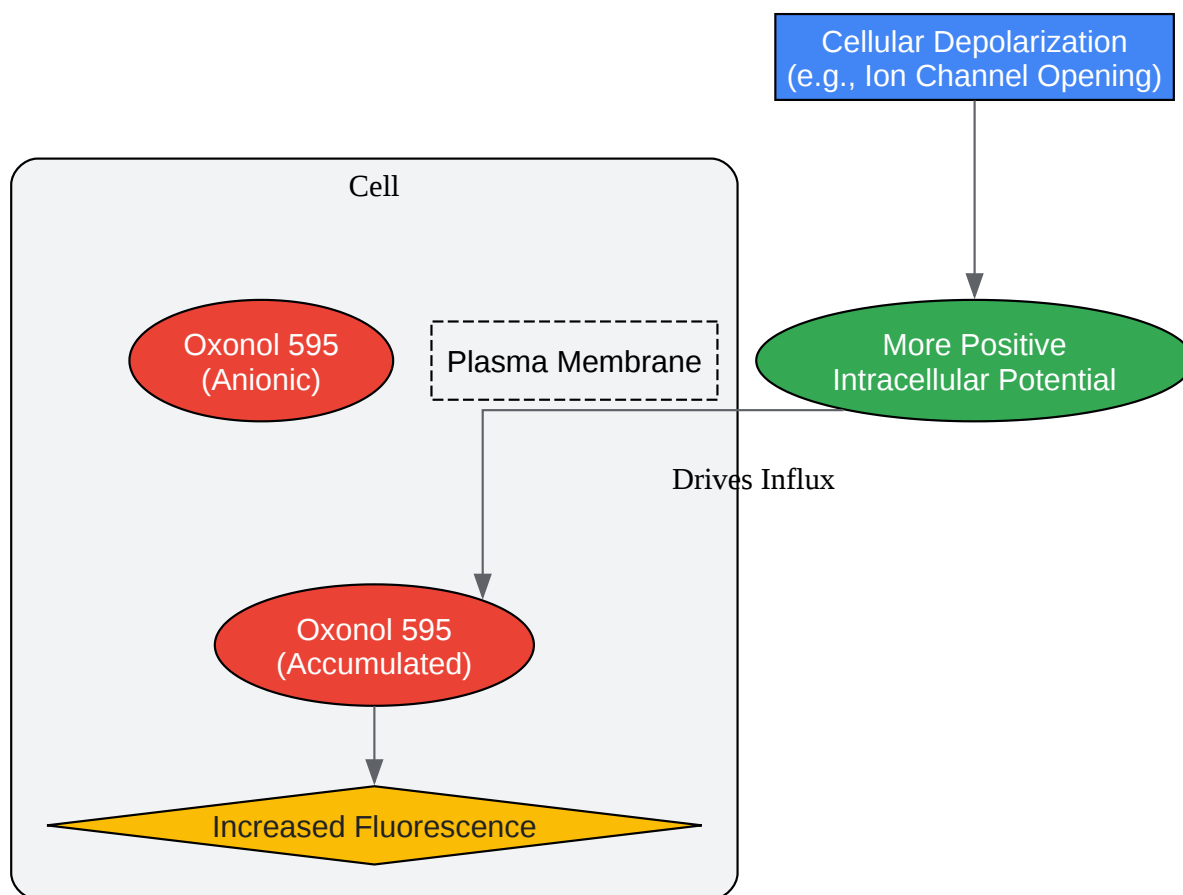 Cellular Depolarization
(e.g., Ion Channel Opening)
Cell
Oxonol 595
(Anionic)
Plasma Membrane
More Positive
Intracellular Potential
Drives Influx
Oxonol 595
(Accumulated)
Increased Fluorescence